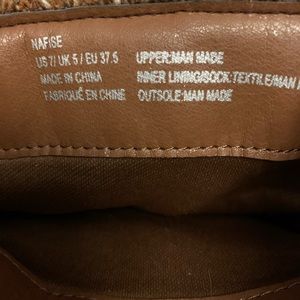 NAFISE
US 7/ UK 5 / EU 37.5 UPPER:MAN MADE
MADE IN CHINA INNER LINING/SOCK:TEXTILE/MAN
FABRIQUÉ EN CHINE OUTSOLE:MAN MADE